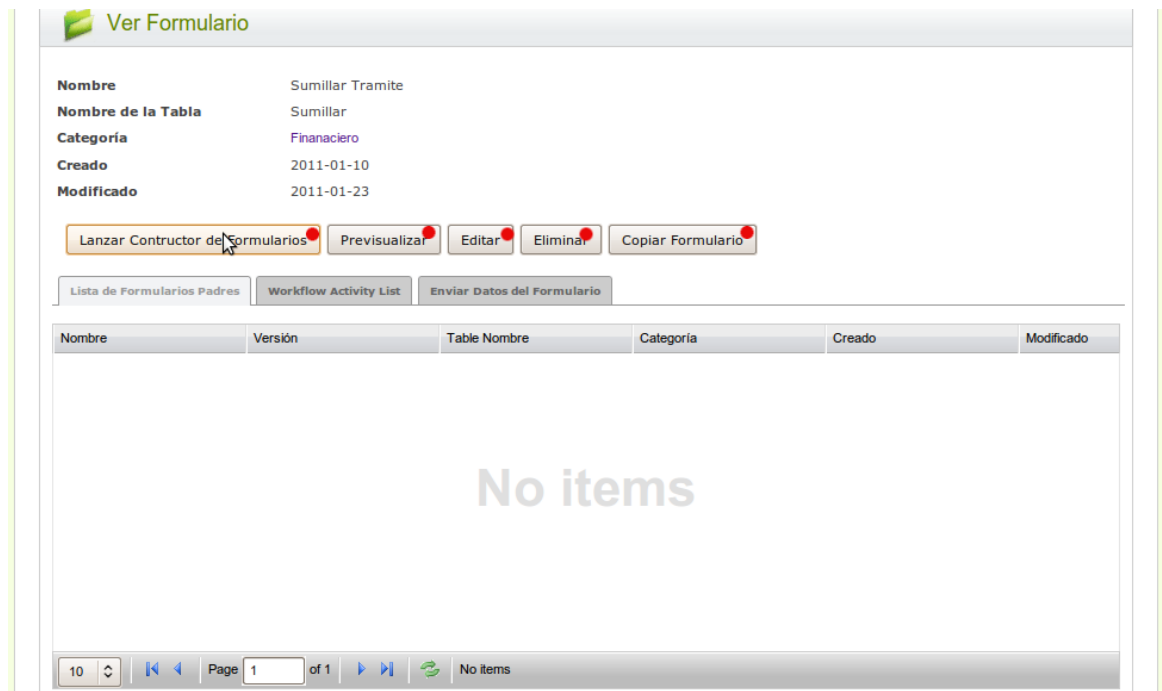 Ver Formulario
Nombre Sumillar Tramite
Nombre de la Tabla Sumillar
Categoría Finanaciero
Creado 2011-01-10
Modificado 2011-01-23
Lanzar Contructor de Formularios Previsualizar Editar Eliminar Copiar Formulario
Lista de Formularios Padres Workflow Activity List Enviar Datos del Formulario
Nombre Versión Table Nombre Categoría Creado Modificado
No items
10 Page 1 of 1 No items